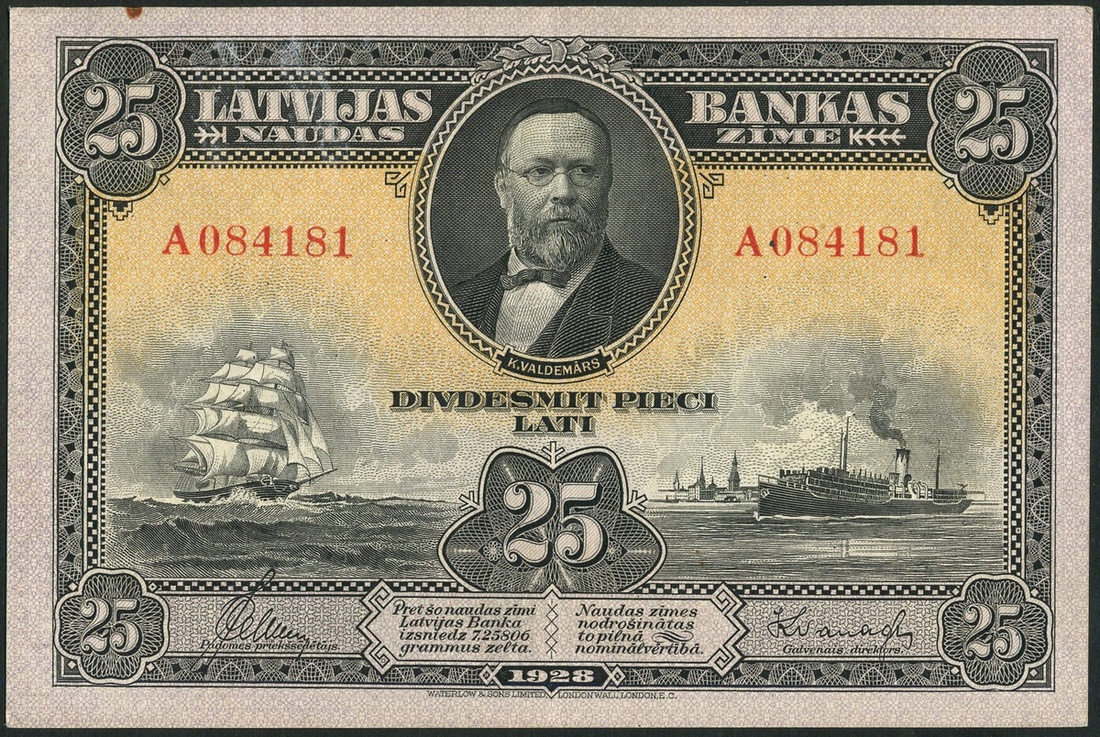 25 LATVIJAS BANKAS 25
NAUDAS ZIME
A084181 A084181
K.VALDEMĀRS
DIVDESMIT PIECI
LATI
25
25 25
Pret šo naudas zīmi
Latvijas Banka
izsniedz 7.25806
grammus zelta.
Naudas zīmes
nodrošinātas
to pilnā
nominālvērtībā.
Padomes priekšsēdētājs.
Galvenais direktors.
1928
WATERLOW & SONS LIMITED, LONDON WALL, LONDON, E.C.